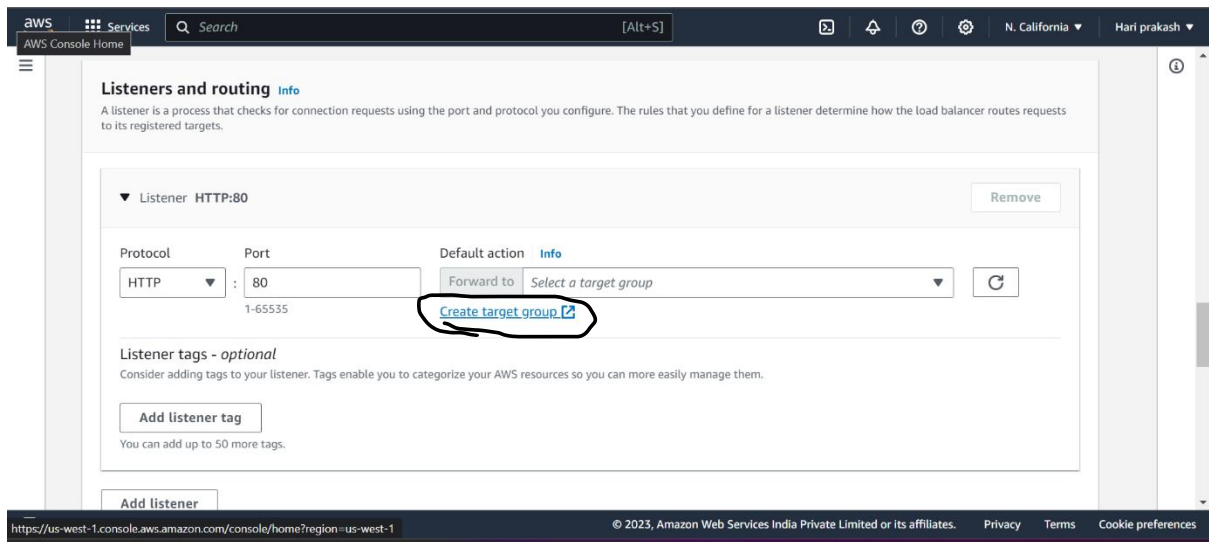 aws Services Search [Alt+S] N. California Hari prakash
AWS Console Home
Listeners and routing Info
A listener is a process that checks for connection requests using the port and protocol you configure. The rules that you define for a listener determine how the load balancer routes requests
to its registered targets.
Listener HTTP:80 Remove
Protocol Port Default action Info
HTTP : 80 Forward to Select a target group
1-65535 Create target group
Listener tags - optional
Consider adding tags to your listener. Tags enable you to categorize your AWS resources so you can more easily manage them.
Add listener tag
You can add up to 50 more tags.
Add listener
https://us-west-1.console.aws.amazon.com/console/home?region=us-west-1 © 2023, Amazon Web Services India Private Limited or its affiliates. Privacy Terms Cookie preferences